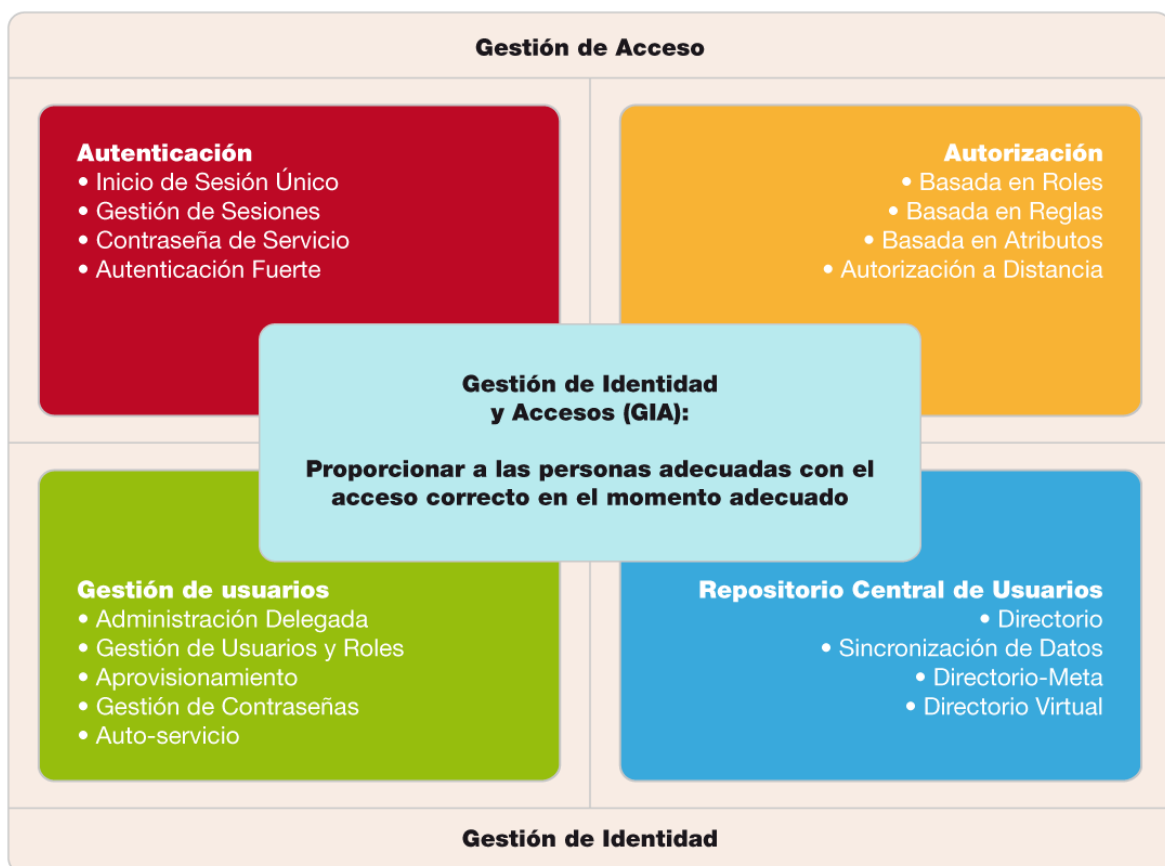 Gestión de Acceso
Autenticación
• Inicio de Sesión Único
• Gestión de Sesiones
• Contraseña de Servicio
• Autenticación Fuerte
Autorización
• Basada en Roles
• Basada en Reglas
• Basada en Atributos
• Autorización a Distancia
Gestión de Identidad
y Accesos (GIA):
Proporcionar a las personas adecuadas con el
acceso correcto en el momento adecuado
Gestión de usuarios
• Administración Delegada
• Gestión de Usuarios y Roles
• Aprovisionamiento
• Gestión de Contraseñas
• Auto-servicio
Repositorio Central de Usuarios
• Directorio
• Sincronización de Datos
• Directorio-Meta
• Directorio Virtual
Gestión de Identidad